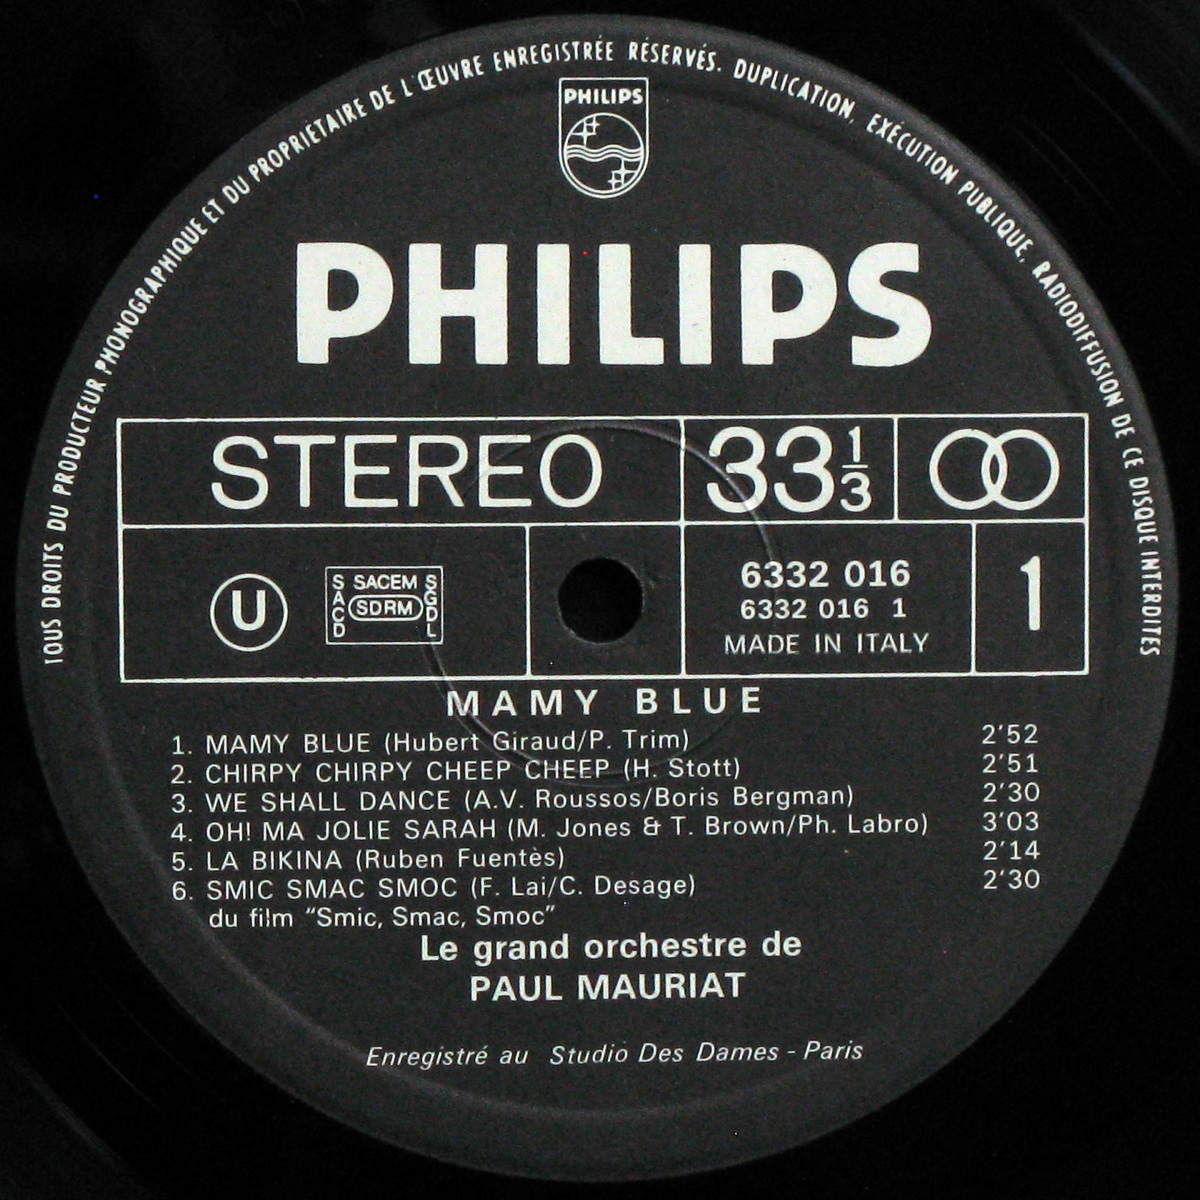 TOUS DROITS DU PRODUCTEUR PHONOGRAPHIQUE ET DU PROPRIÉTAIRE DE L'ŒUVRE ENREGISTRÉE RÉSERVÉS. DUPLICATION, EXÉCUTION PUBLIQUE, RADIODIFFUSION DE CE DISQUE INTERDITES
PHILIPS
PHILIPS
STEREO 33 1/3
U
SACEM
SACD SDRM SGDL
6332 016
6332 016 1
MADE IN ITALY
1
MAMY BLUE
1. MAMY BLUE (Hubert Giraud/P. Trim) 2'52
2. CHIRPY CHIRPY CHEEP CHEEP (H. Stott) 2'51
3. WE SHALL DANCE (A.V. Roussos/Boris Bergman) 2'30
4. OH! MA JOLIE SARAH (M. Jones & T. Brown/Ph. Labro) 3'03
5. LA BIKINA (Ruben Fuentès) 2'14
6. SMIC SMAC SMOC (F. Lai/C. Desage) 2'30
du film "Smic, Smac, Smoc"
Le grand orchestre de
PAUL MAURIAT
Enregistré au Studio Des Dames - Paris